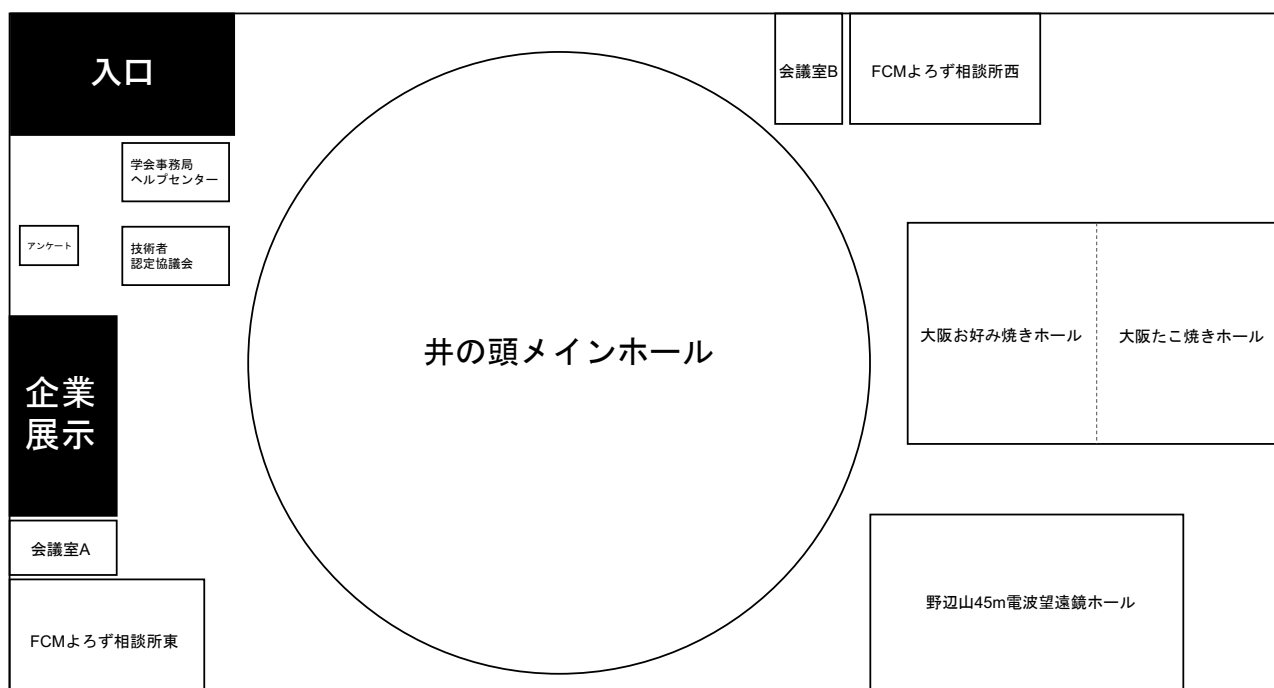 入口
会議室B
FCMよろず相談所西
学会事務局
ヘルプセンター
アンケート
技術者
認定協議会
井の頭メインホール
大阪お好み焼きホール
大阪たこ焼きホール
企業
展示
会議室A
野辺山45m電波望遠鏡ホール
FCMよろず相談所東